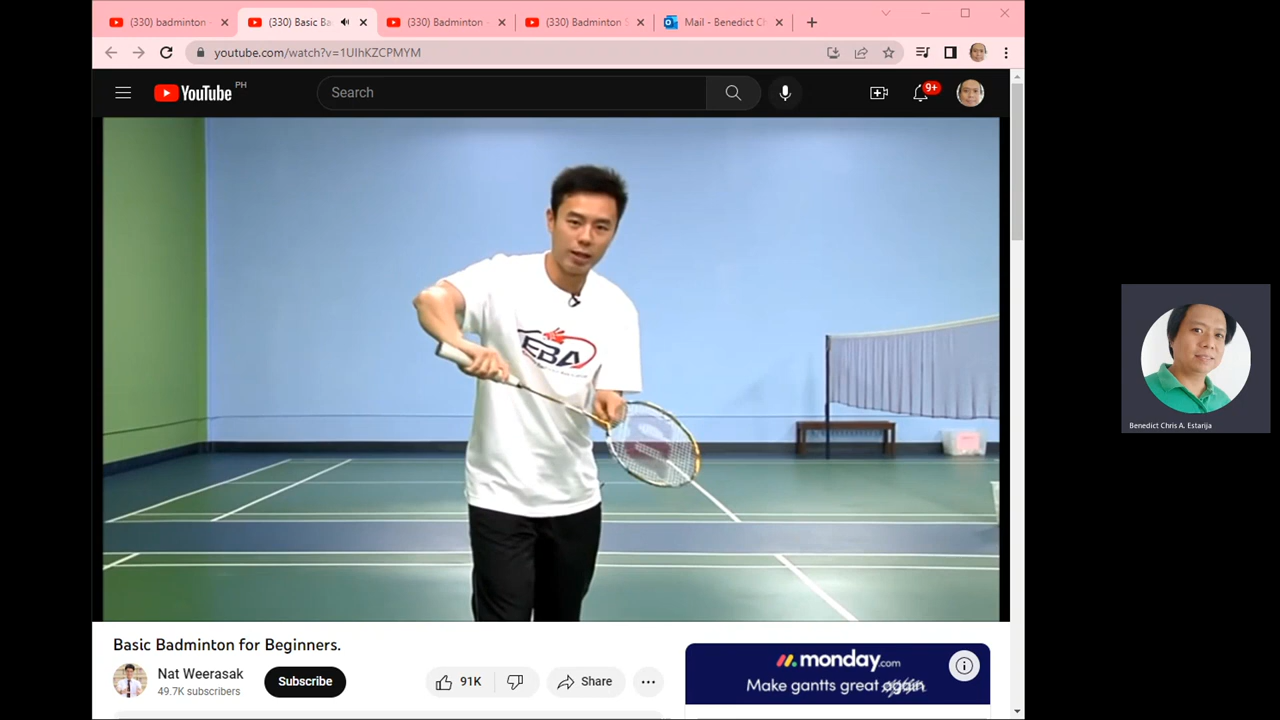 (330) badminton
(330) Basic Ba
(330) Badminton -
(330) Badminton S
Mail - Benedict Ch
youtube.com/watch?v=1UIhKZCPMYM
YouTube PH
Search
9+
EBA
Benedict Chris A. Estarija
Basic Badminton for Beginners.
Nat Weerasak
49.7K subscribers
Subscribe
91K
Share
monday.com
Make gantts great again